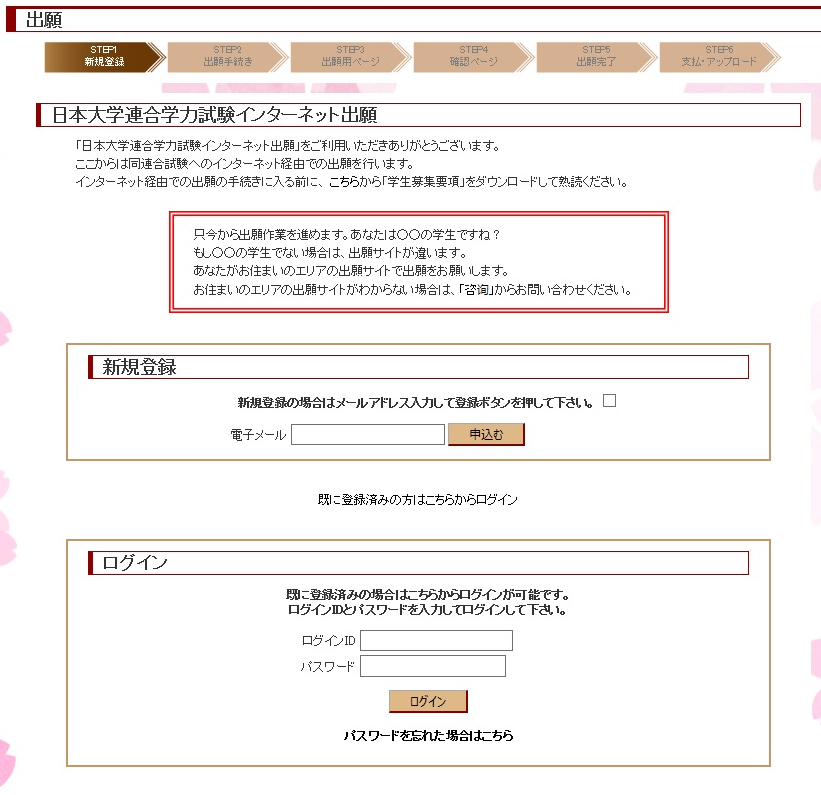 出願
STEP1
新規登録
STEP2
出願手続き
STEP3
出願用ページ
STEP4
確認ページ
STEP5
出願完了
STEP6
支払・アップロード
日本大学連合学力試験インターネット出願
「日本大学連合学力試験インターネット出願」をご利用いただきありがとうございます。
ここからは同連合試験へのインターネット経由での出願を行います。
インターネット経由での出願の手続きに入る前に、こちらから「学生募集要項」をダウンロードして熟読ください。
只今から出願作業を進めます。あなたは〇〇の学生ですね？
もし〇〇の学生でない場合は、出願サイトが違います。
あなたがお住まいのエリアの出願サイトで出願をお願いします。
お住まいのエリアの出願サイトがわからない場合は、「咨询」からお問い合わせください。
新規登録
新規登録の場合はメールアドレス入力して登録ボタンを押して下さい。
電子メール 申込む
既に登録済みの方はこちらからログイン
ログイン
既に登録済みの場合はこちらからログインが可能です。
ログインIDとパスワードを入力してログインして下さい。
ログインID
パスワード
ログイン
パスワードを忘れた場合はこちら